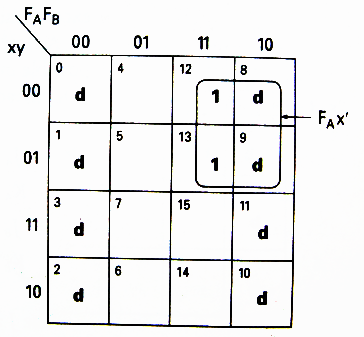 FAFB
xy 00 01 11 10
0 4 12 8
00 d 1 d FAx'
1 5 13 9
01 d 1 d
3 7 15 11
11 d d
2 6 14 10
10 d d